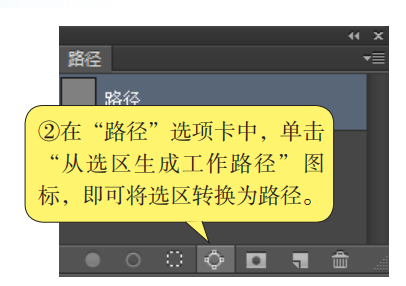 路径
路径
②在“路径”选项卡中，单击
“从选区生成工作路径”图
标，即可将选区转换为路径。